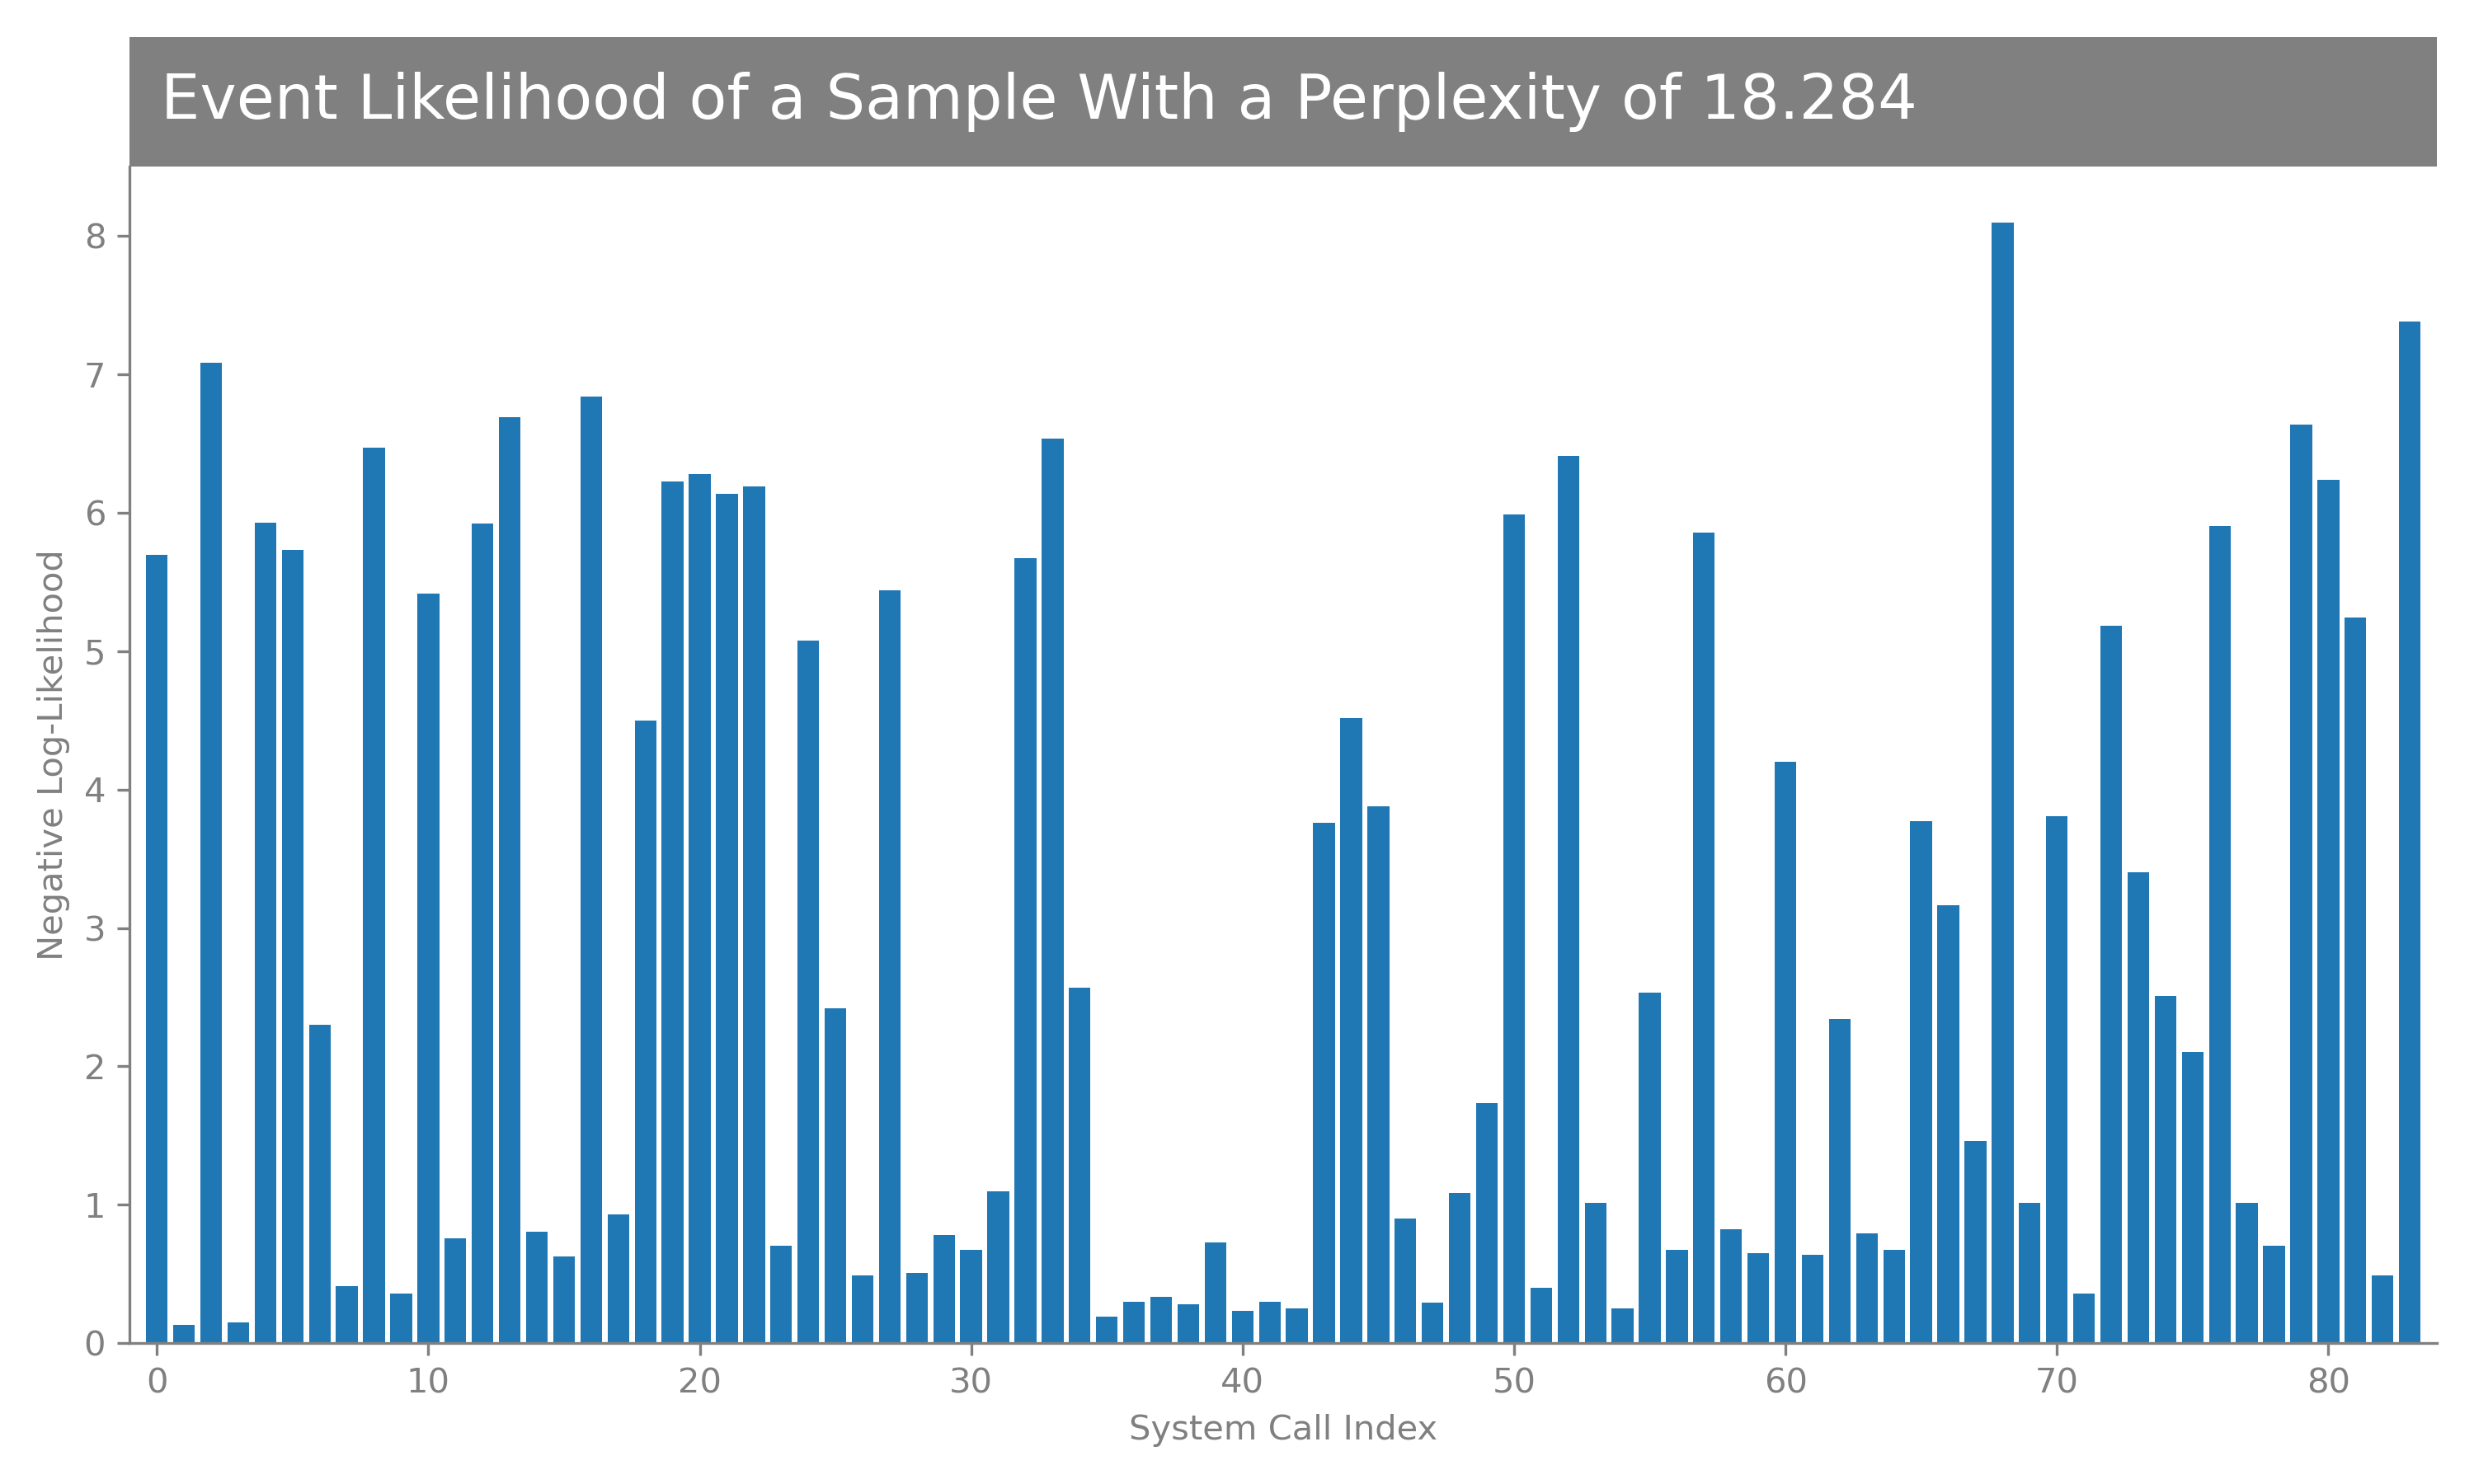 Event Likelihood of a Sample With a Perplexity of 18.284
8
7
6
5
4
3
2
1
0
Negative Log-Likelihood
0 10 20 30 40 50 60 70 80
System Call Index